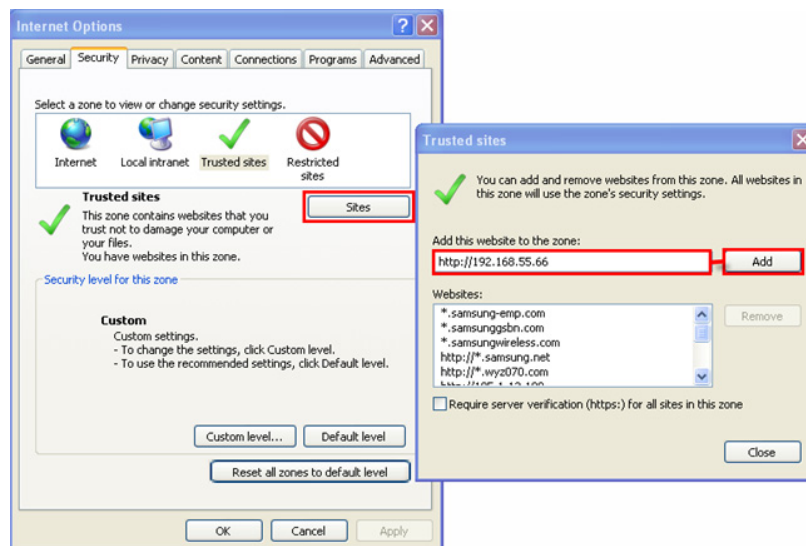 Internet Options
General Security Privacy Content Connections Programs Advanced
Select a zone to view or change security settings.
Internet Local intranet Trusted sites Restricted
sites
Trusted sites
Sites
This zone contains websites that you
trust not to damage your computer or
your files.
You have websites in this zone.
Security level for this zone
Custom
Custom settings.
- To change the settings, click Custom level.
- To use the recommended settings, click Default level.
Custom level... Default level
Reset all zones to default level
OK Cancel Apply
Trusted sites
You can add and remove websites from this zone. All websites in
this zone will use the zone's security settings.
Add this website to the zone:
http://192.168.55.66 Add
Websites:
*.samsung-emp.com
*.samsunggsbn.com
*.samsungwireless.com
http://*.samsung.net
http://*.wyz070.com
Remove
Require server verification (https:) for all sites in this zone
Close